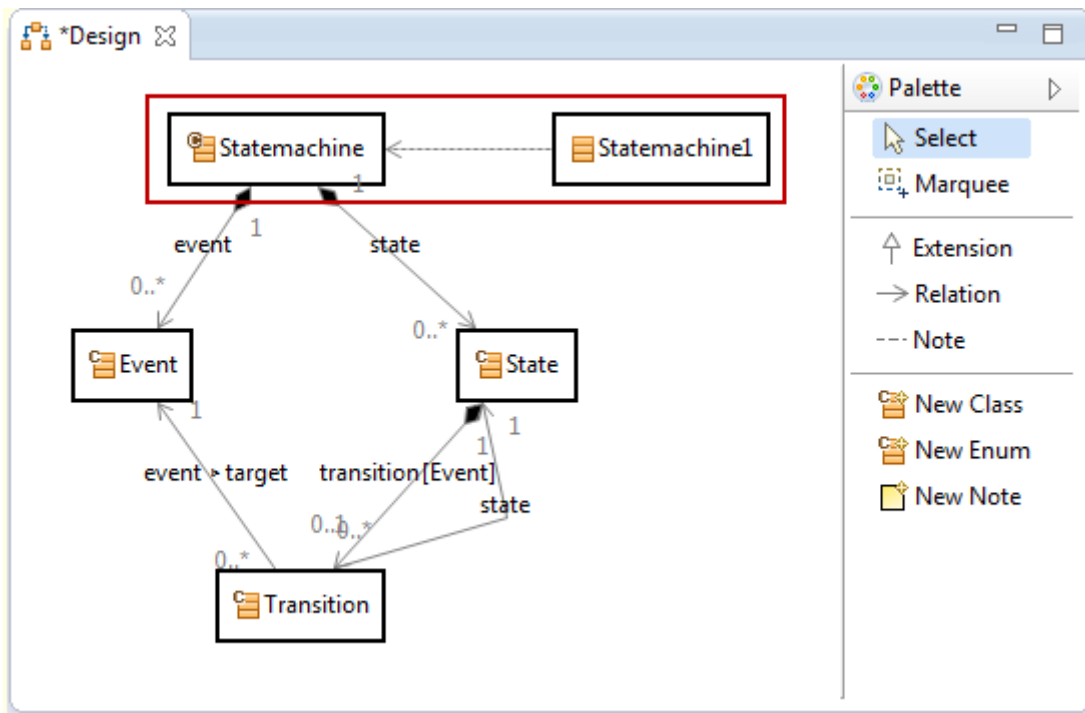 *Design
Palette
Statemachine
Statemachine1
Select
Marquee
1
1
event
state
Extension
0..*
Relation
0..*
Note
Event
State
1
1
New Class
1
event ▸ target
transition[Event]
New Enum
state
New Note
0..1
0..*
0..*
Transition